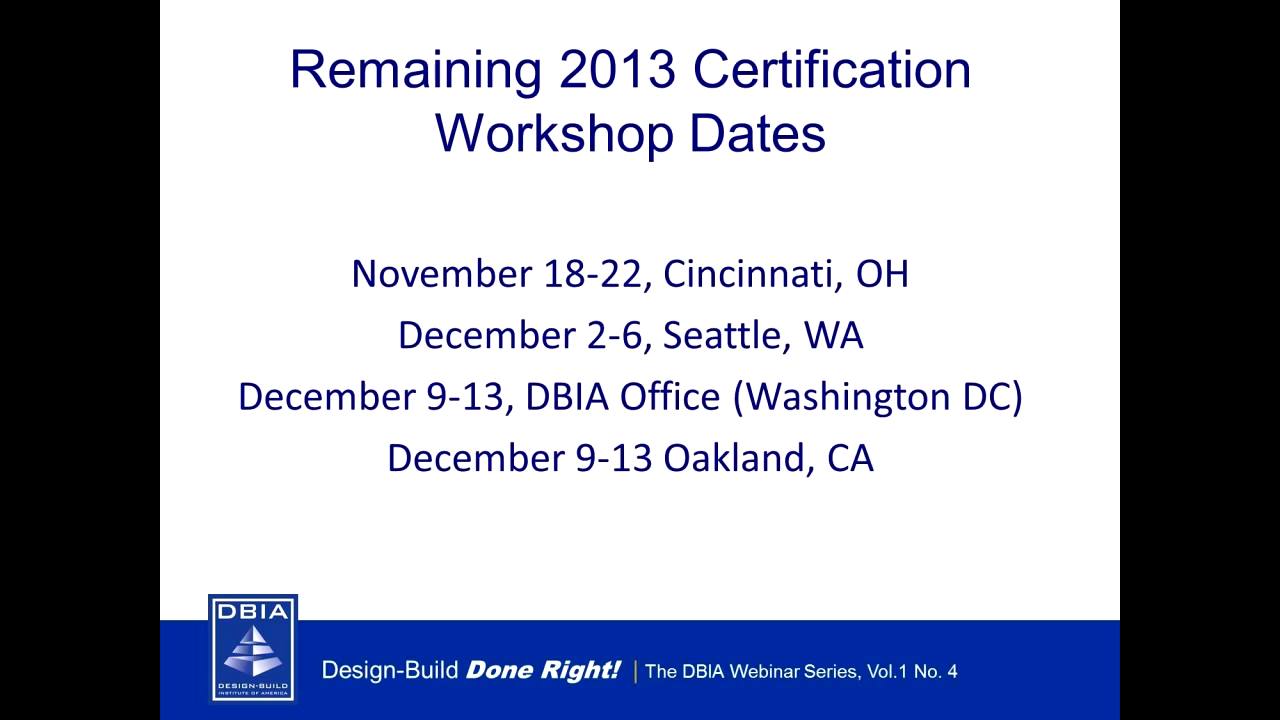 Remaining 2013 Certification
Workshop Dates
November 18-22, Cincinnati, OH
December 2-6, Seattle, WA
December 9-13, DBIA Office (Washington DC)
December 9-13 Oakland, CA
DBIA
DESIGN-BUILD
INSTITUTE OF AMERICA
Design-Build Done Right! | The DBIA Webinar Series, Vol.1 No. 4